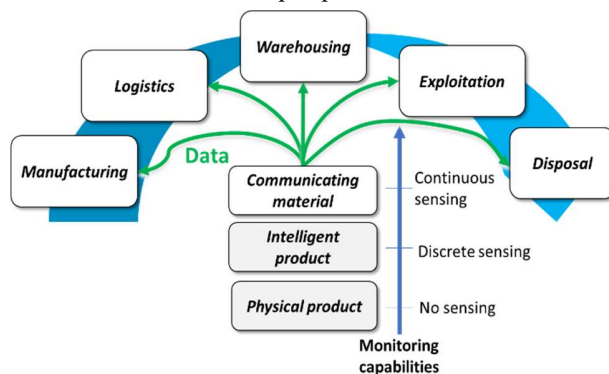 Warehousing
Logistics
Exploitation
Manufacturing
Data
Disposal
Communicating
material
Continuous
sensing
Intelligent
product
Discrete sensing
Physical product
No sensing
Monitoring
capabilities